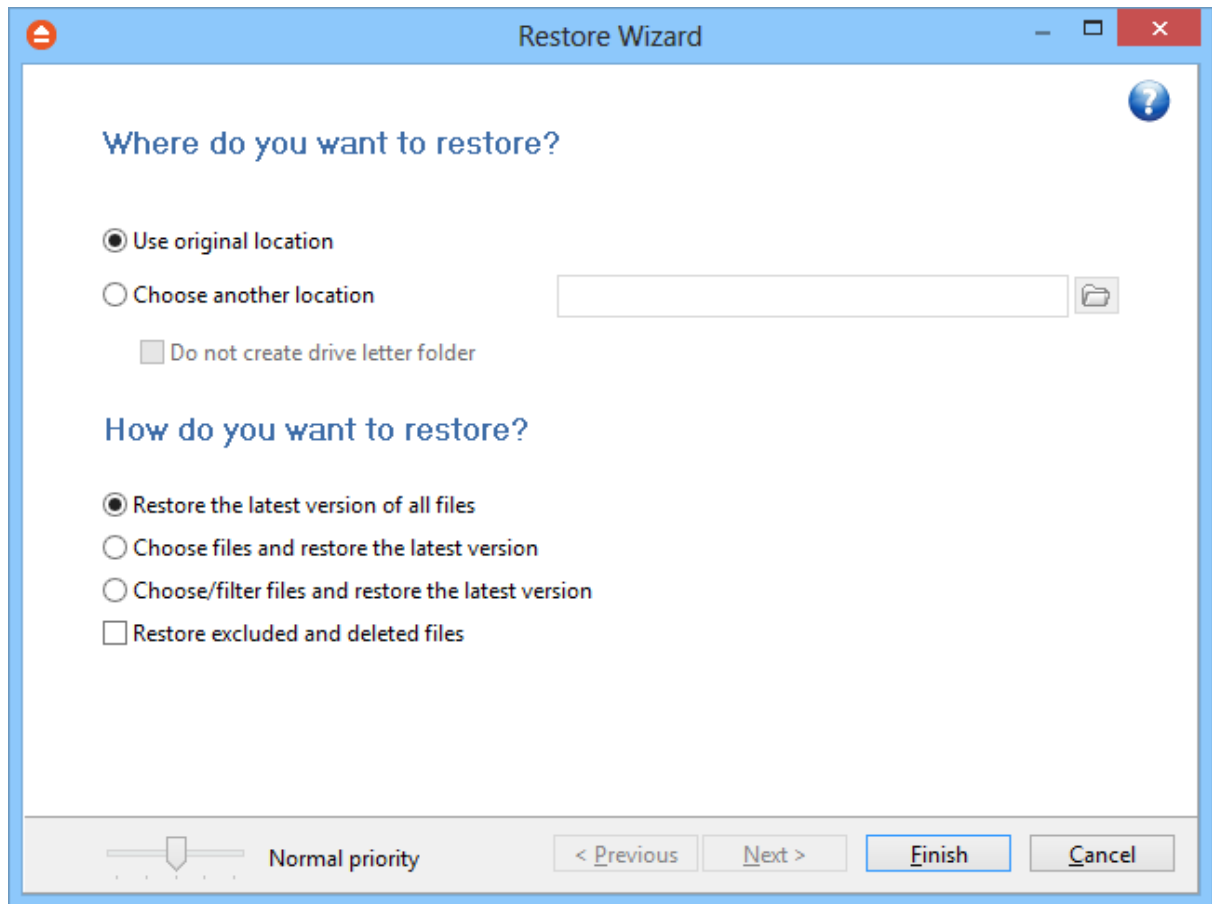 Restore Wizard
?
Where do you want to restore?
Use original location
Choose another location
Do not create drive letter folder
How do you want to restore?
Restore the latest version of all files
Choose files and restore the latest version
Choose/filter files and restore the latest version
Restore excluded and deleted files
Normal priority
< Previous
Next >
Finish
Cancel